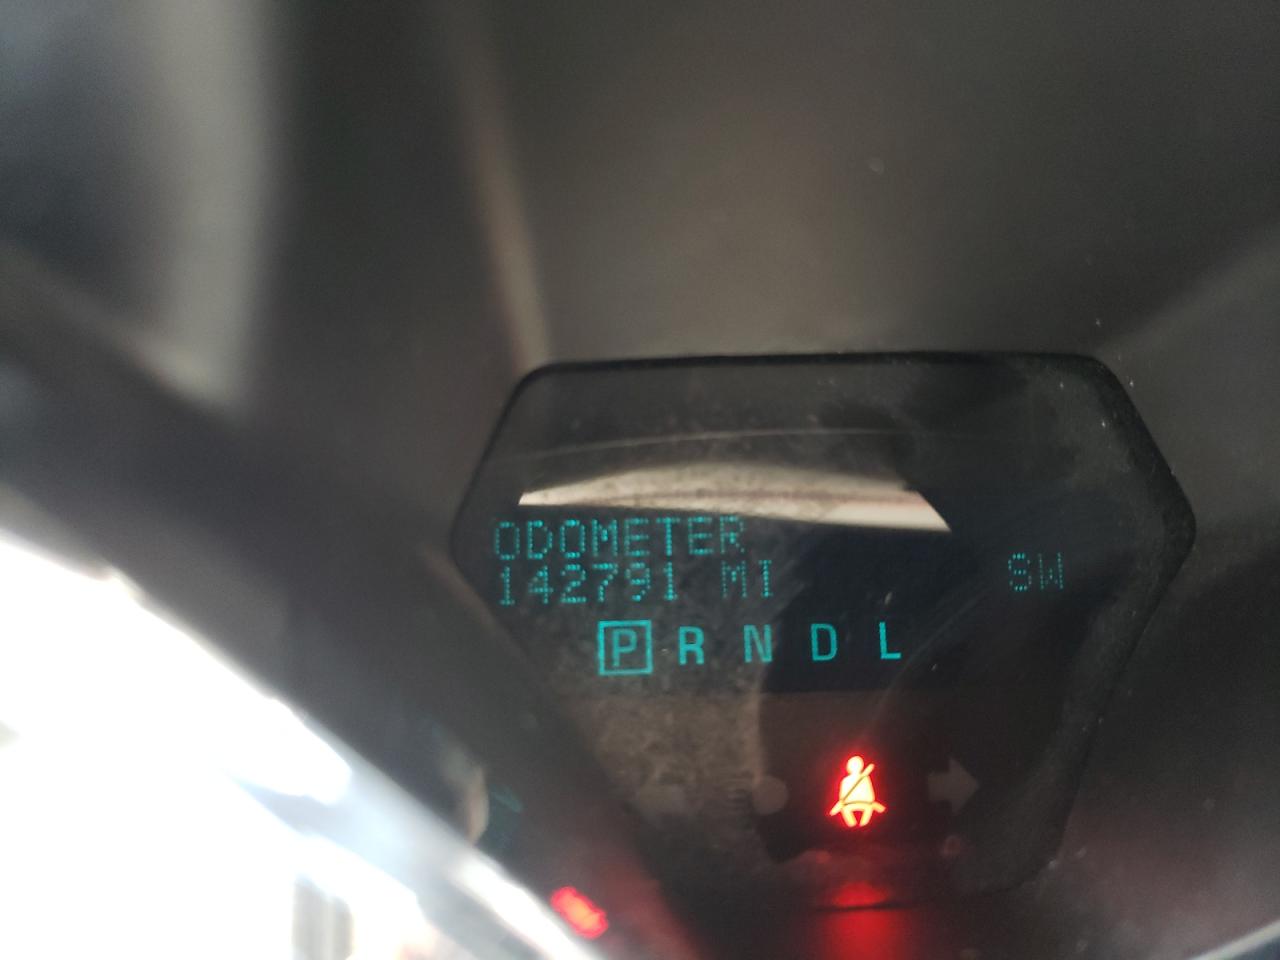 ODOMETER
142791 MI SW
P R N D L